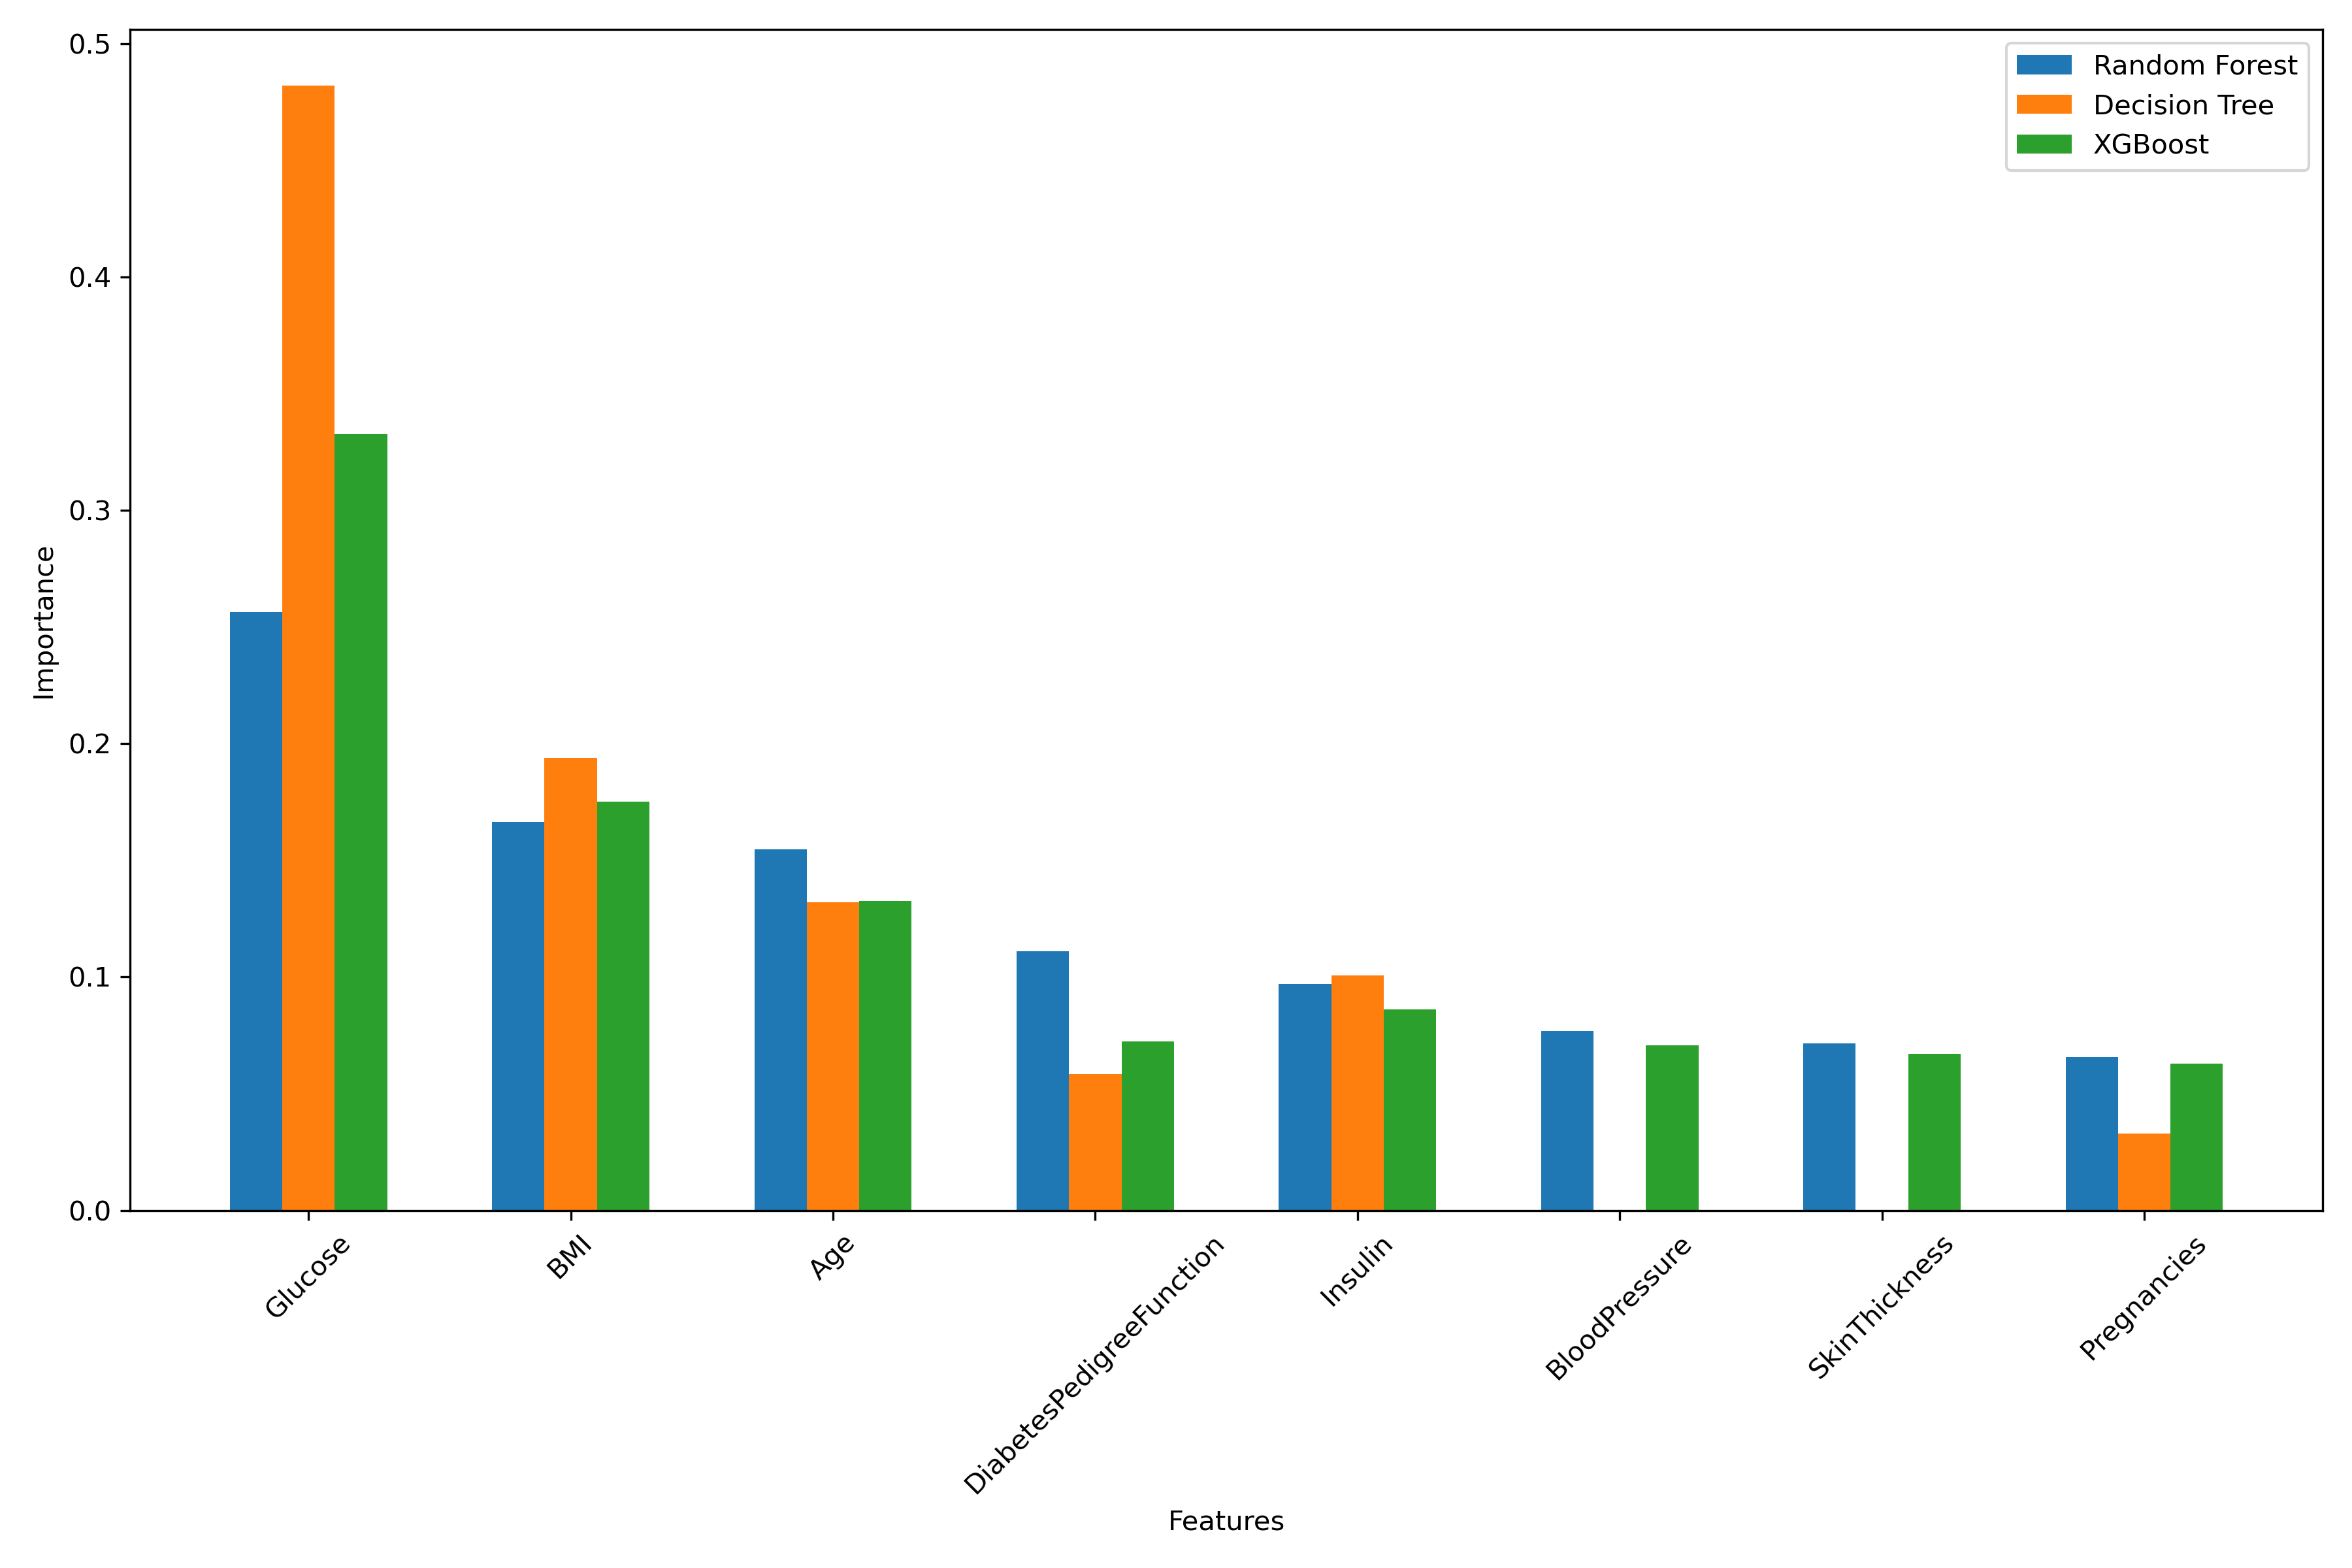 Random Forest
Decision Tree
XGBoost
0.5
0.4
0.3
0.2
0.1
0.0
Importance
Glucose
BMI
Age
DiabetesPedigreeFunction
Insulin
BloodPressure
SkinThickness
Pregnancies
Features